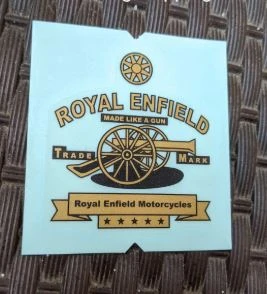 ROYAL ENFIELD
MADE LIKE A GUN
TRADE MARK
Royal Enfield Motorcycles